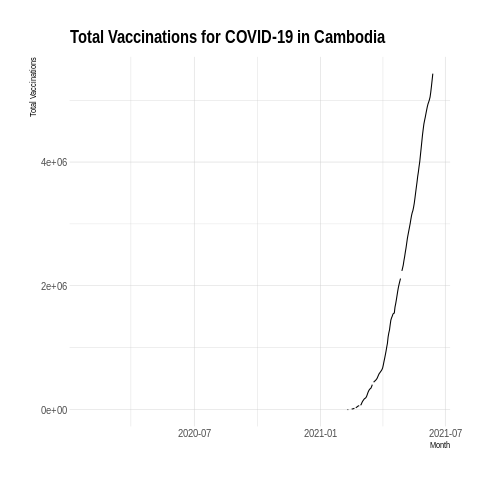 Total Vaccinations for COVID-19 in Cambodia
Total Vaccinations
4e+06
2e+06
0e+00
2020-07 2021-01 2021-07
Month